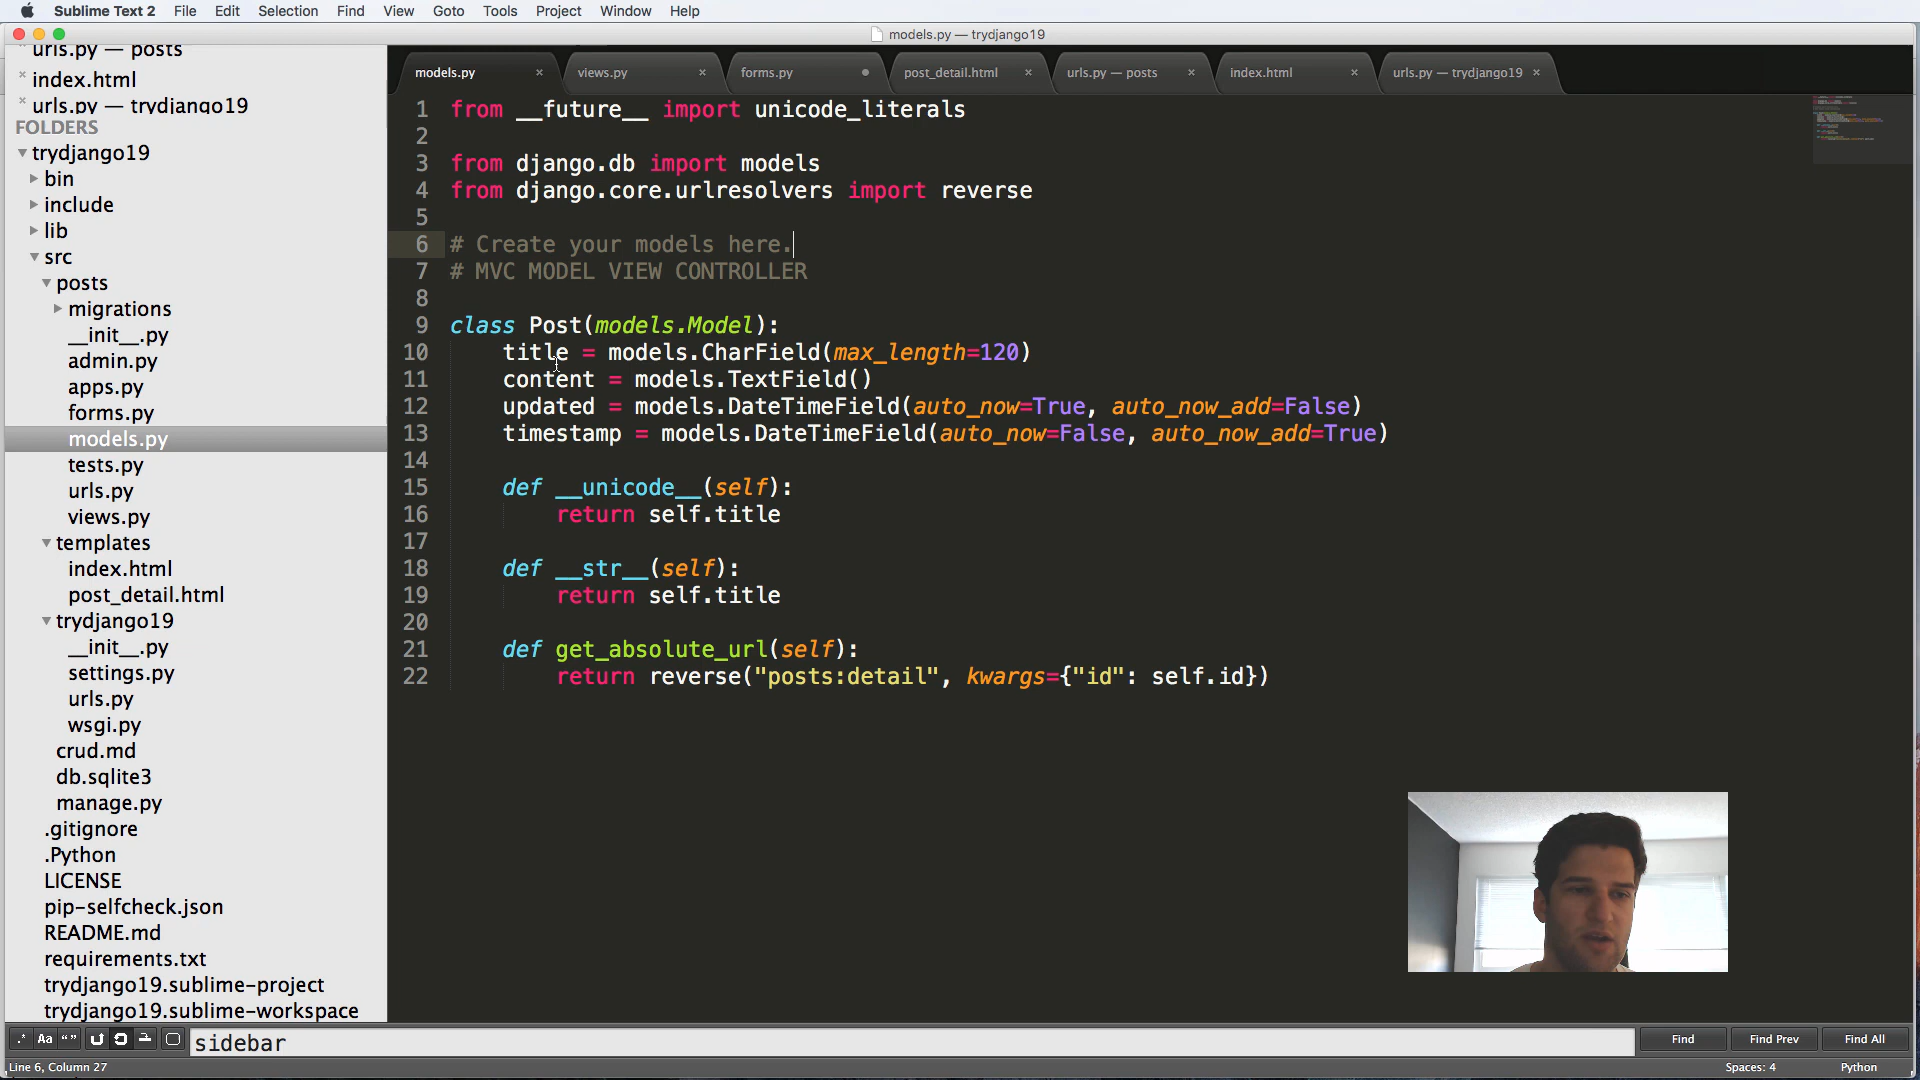 Sublime Text 2 File Edit Selection Find View Goto Tools Project Window Help
models.py — trydjango19
urls.py — posts
index.html
urls.py — trydjango19
FOLDERS
trydjango19
bin
include
lib
src
posts
migrations
__init__.py
admin.py
apps.py
forms.py
models.py
tests.py
urls.py
views.py
templates
index.html
post_detail.html
trydjango19
__init__.py
settings.py
urls.py
wsgi.py
crud.md
db.sqlite3
manage.py
.gitignore
.Python
LICENSE
pip-selfcheck.json
README.md
requirements.txt
trydjango19.sublime-project
trydjango19.sublime-workspace
models.py views.py forms.py post_detail.html urls.py — posts index.html urls.py — trydjango19
1 from __future__ import unicode_literals
2
3 from django.db import models
4 from django.core.urlresolvers import reverse
5
6 # Create your models here.
7 # MVC MODEL VIEW CONTROLLER
8
9 class Post(models.Model):
10 title = models.CharField(max_length=120)
11 content = models.TextField()
12 updated = models.DateTimeField(auto_now=True, auto_now_add=False)
13 timestamp = models.DateTimeField(auto_now=False, auto_now_add=True)
14
15 def __unicode__(self):
16 return self.title
17
18 def __str__(self):
19 return self.title
20
21 def get_absolute_url(self):
22 return reverse("posts:detail", kwargs={"id": self.id})
.* Aa “” sidebar Find Find Prev Find All
Line 6, Column 27 Spaces: 4 Python